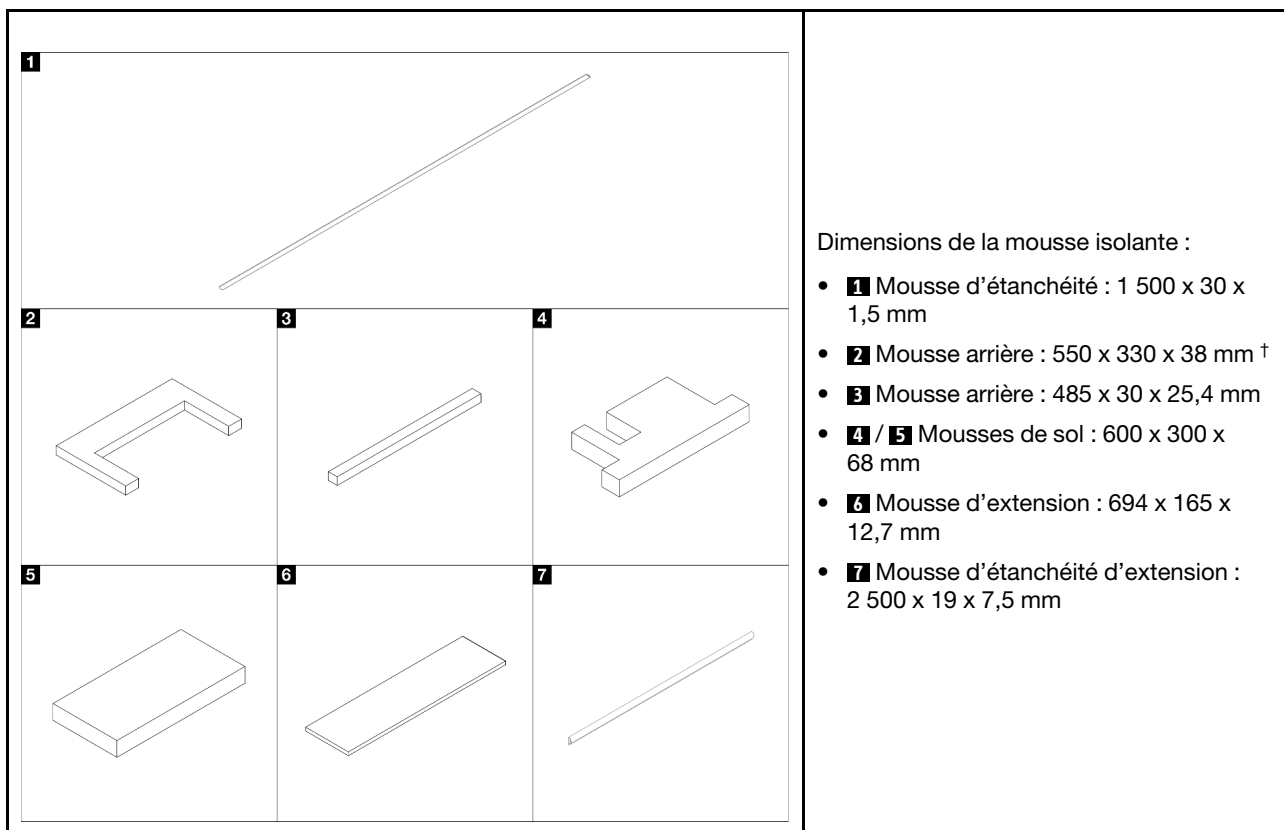 1
2
3
4
5
6
7
Dimensions de la mousse isolante :
• 1 Mousse d’étanchéité : 1 500 x 30 x
1,5 mm
• 2 Mousse arrière : 550 x 330 x 38 mm †
• 3 Mousse arrière : 485 x 30 x 25,4 mm
• 4 / 5 Mousses de sol : 600 x 300 x
68 mm
• 6 Mousse d’extension : 694 x 165 x
12,7 mm
• 7 Mousse d’étanchéité d’extension :
2 500 x 19 x 7,5 mm